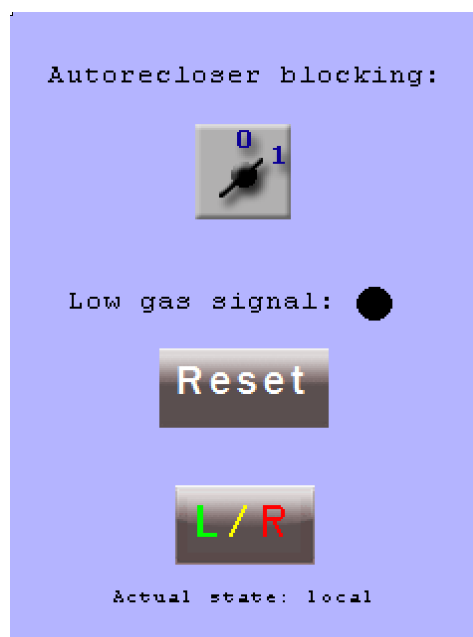 Autorecloser blocking:
0
1
Low gas signal:
Reset
L/R
Actual state: local